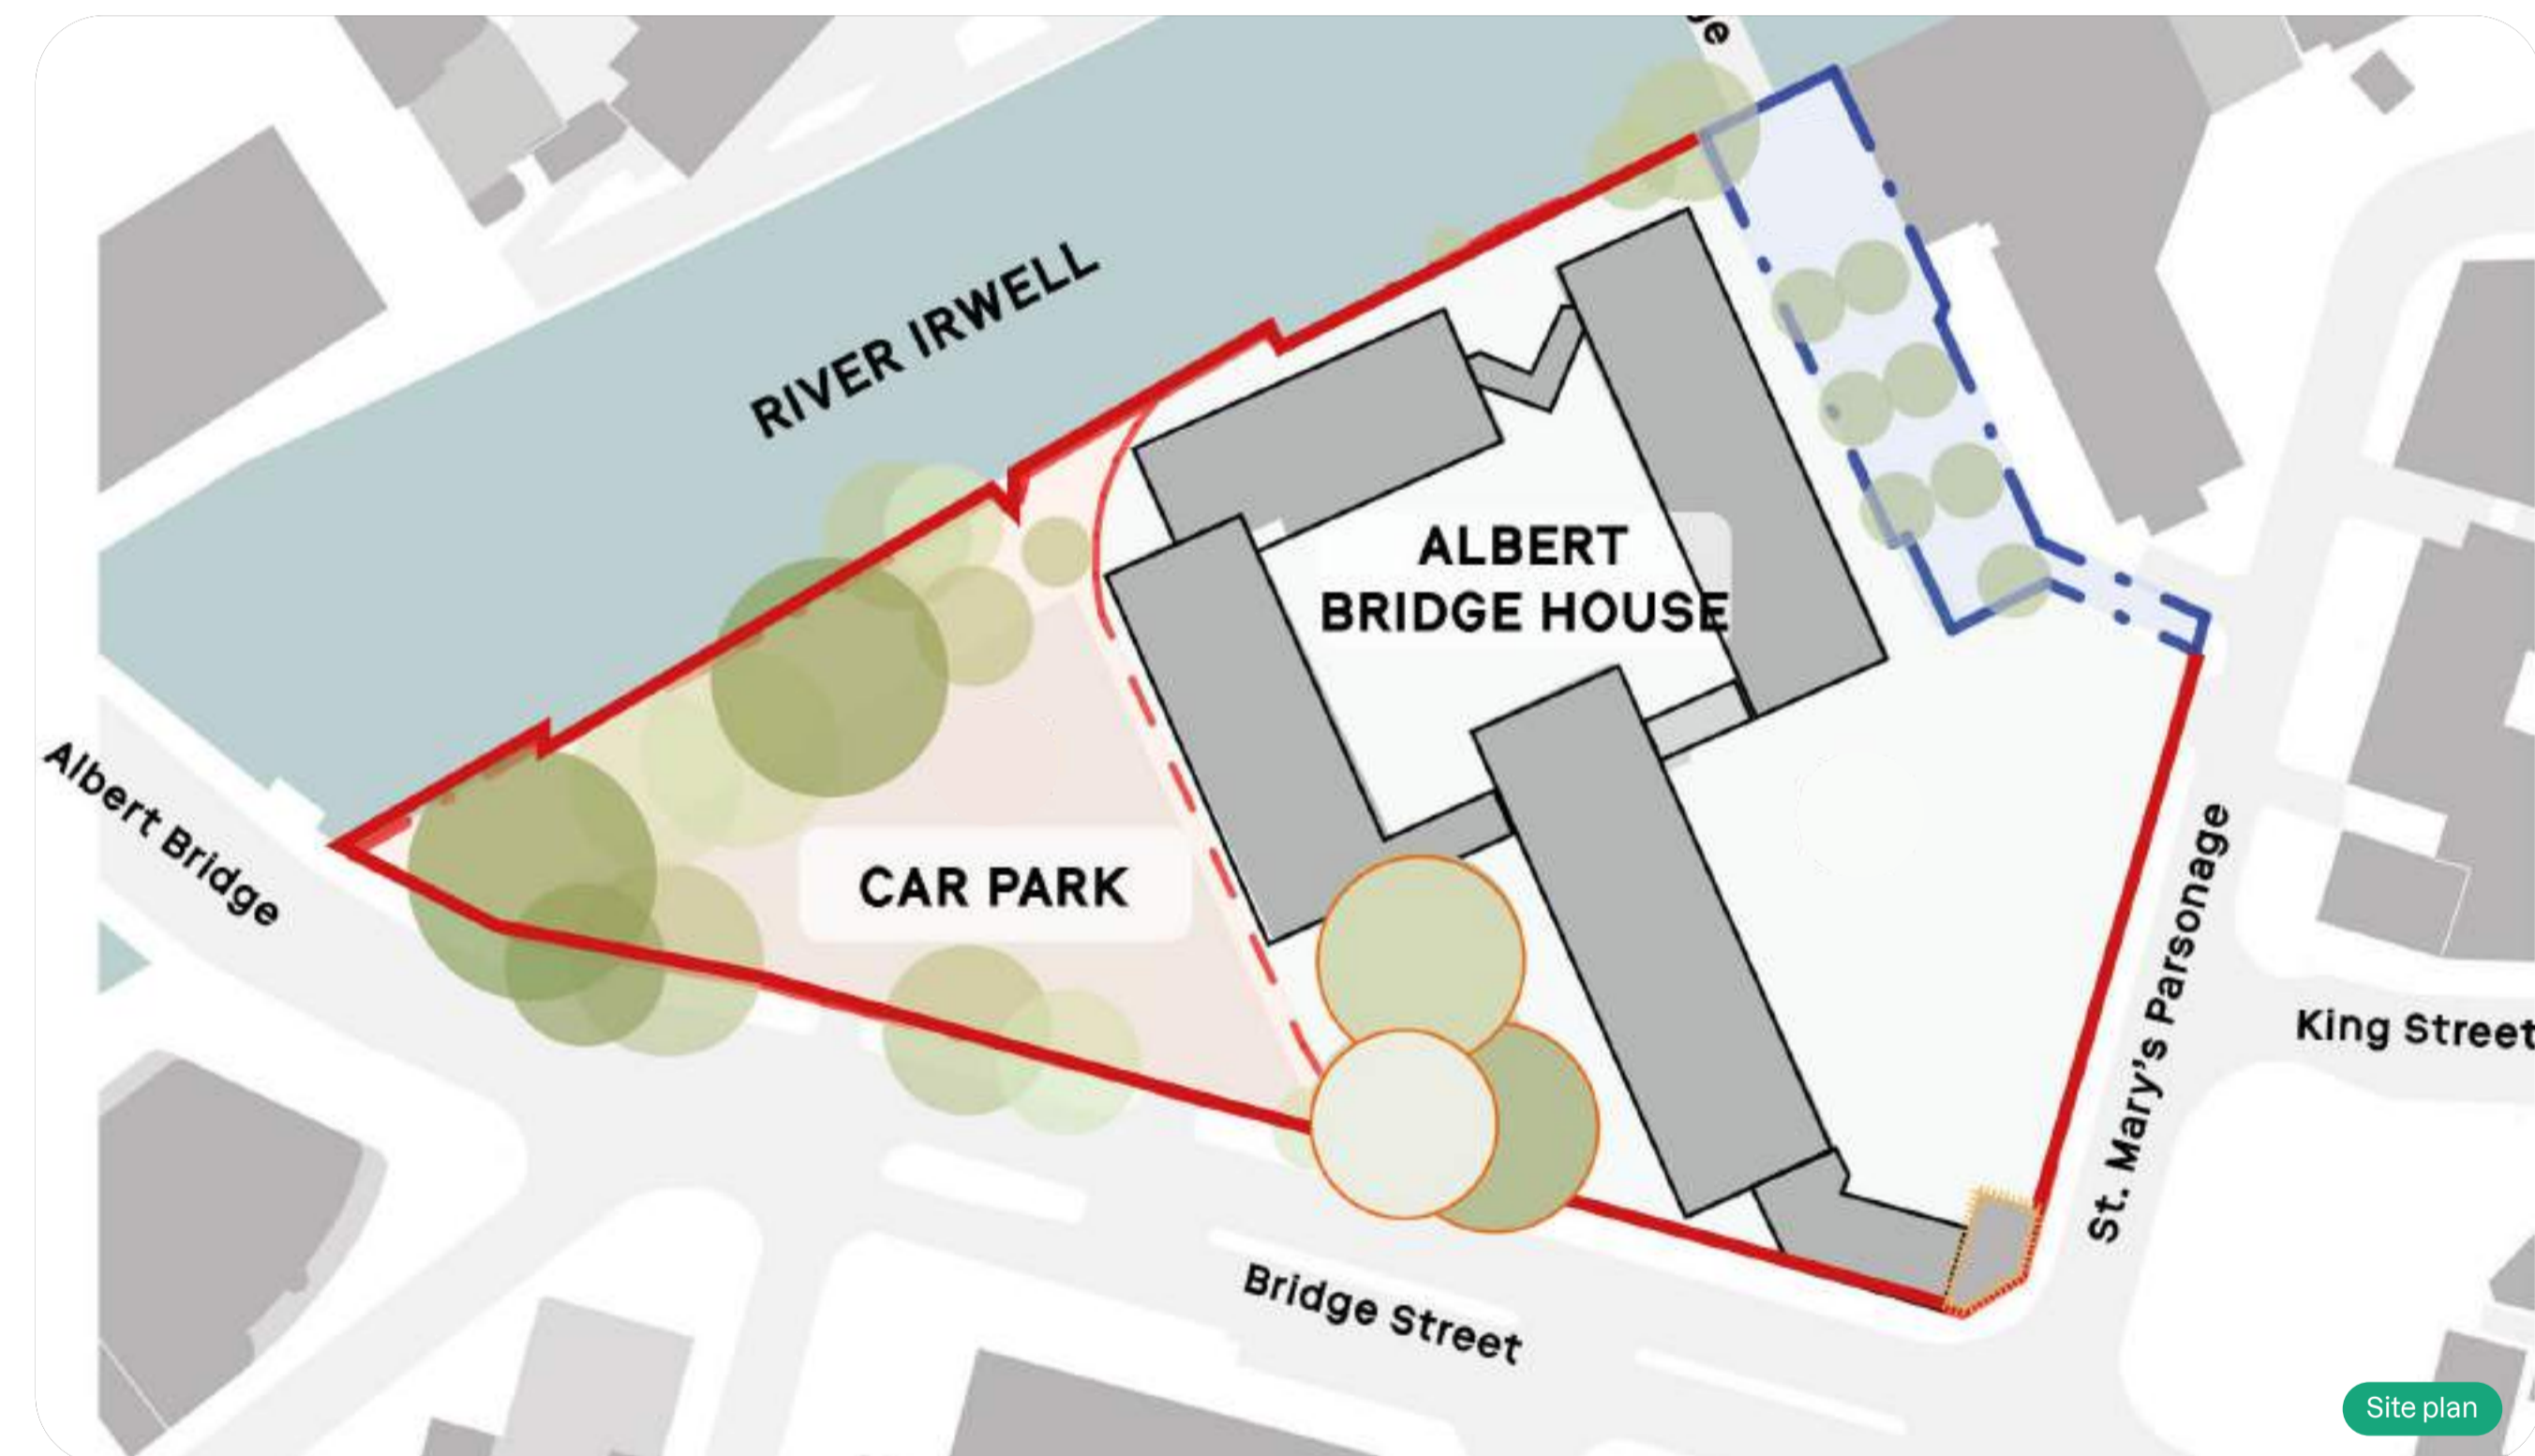 RIVER IRWELL
ALBERT
BRIDGE HOUSE
CAR PARK
Albert Bridge
St. Mary's Parsonage
King Street
Bridge Street
Site plan